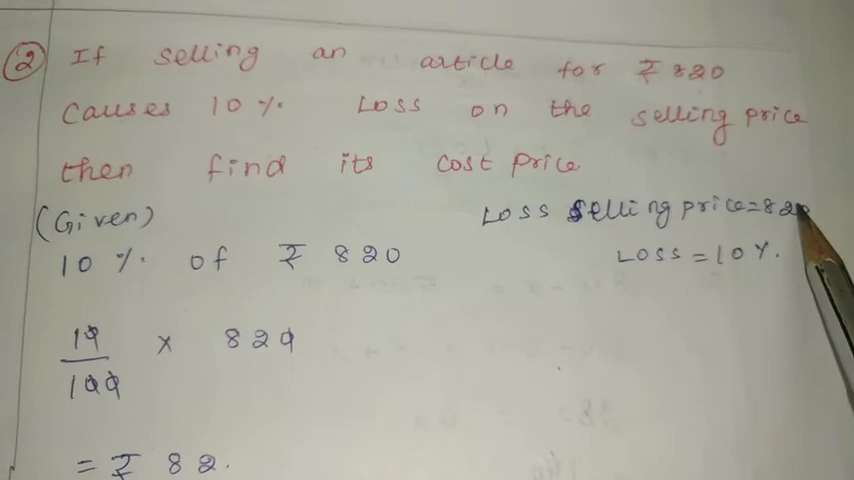 ② If selling an article for ₹ 820
causes 10 % Loss on the selling price
then find its cost price.
(Given)
Loss selling price = 820
10 % of ₹ 820
Loss = 10 %.
10/100 × 820
= ₹ 82.